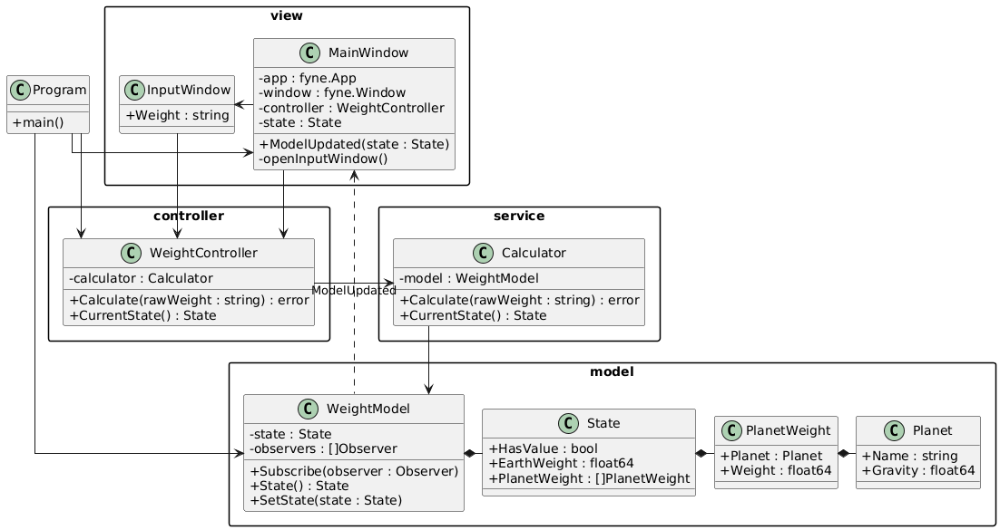 view
C MainWindow
-app : fyne.App
-window : fyne.Window
-controller : WeightController
-state : State
+ModelUpdated(state : State)
-openInputWindow()
C InputWindow
+Weight : string
C Program
+main()
controller
C WeightController
-calculator : Calculator
+Calculate(rawWeight : string) : error
+CurrentState() : State
ModelUpdated
service
C Calculator
-model : WeightModel
+Calculate(rawWeight : string) : error
+CurrentState() : State
model
C WeightModel
-state : State
-observers : []Observer
+Subscribe(observer : Observer)
+State() : State
+SetState(state : State)
C State
+HasValue : bool
+EarthWeight : float64
+PlanetWeight : []PlanetWeight
C PlanetWeight
+Planet : Planet
+Weight : float64
C Planet
+Name : string
+Gravity : float64